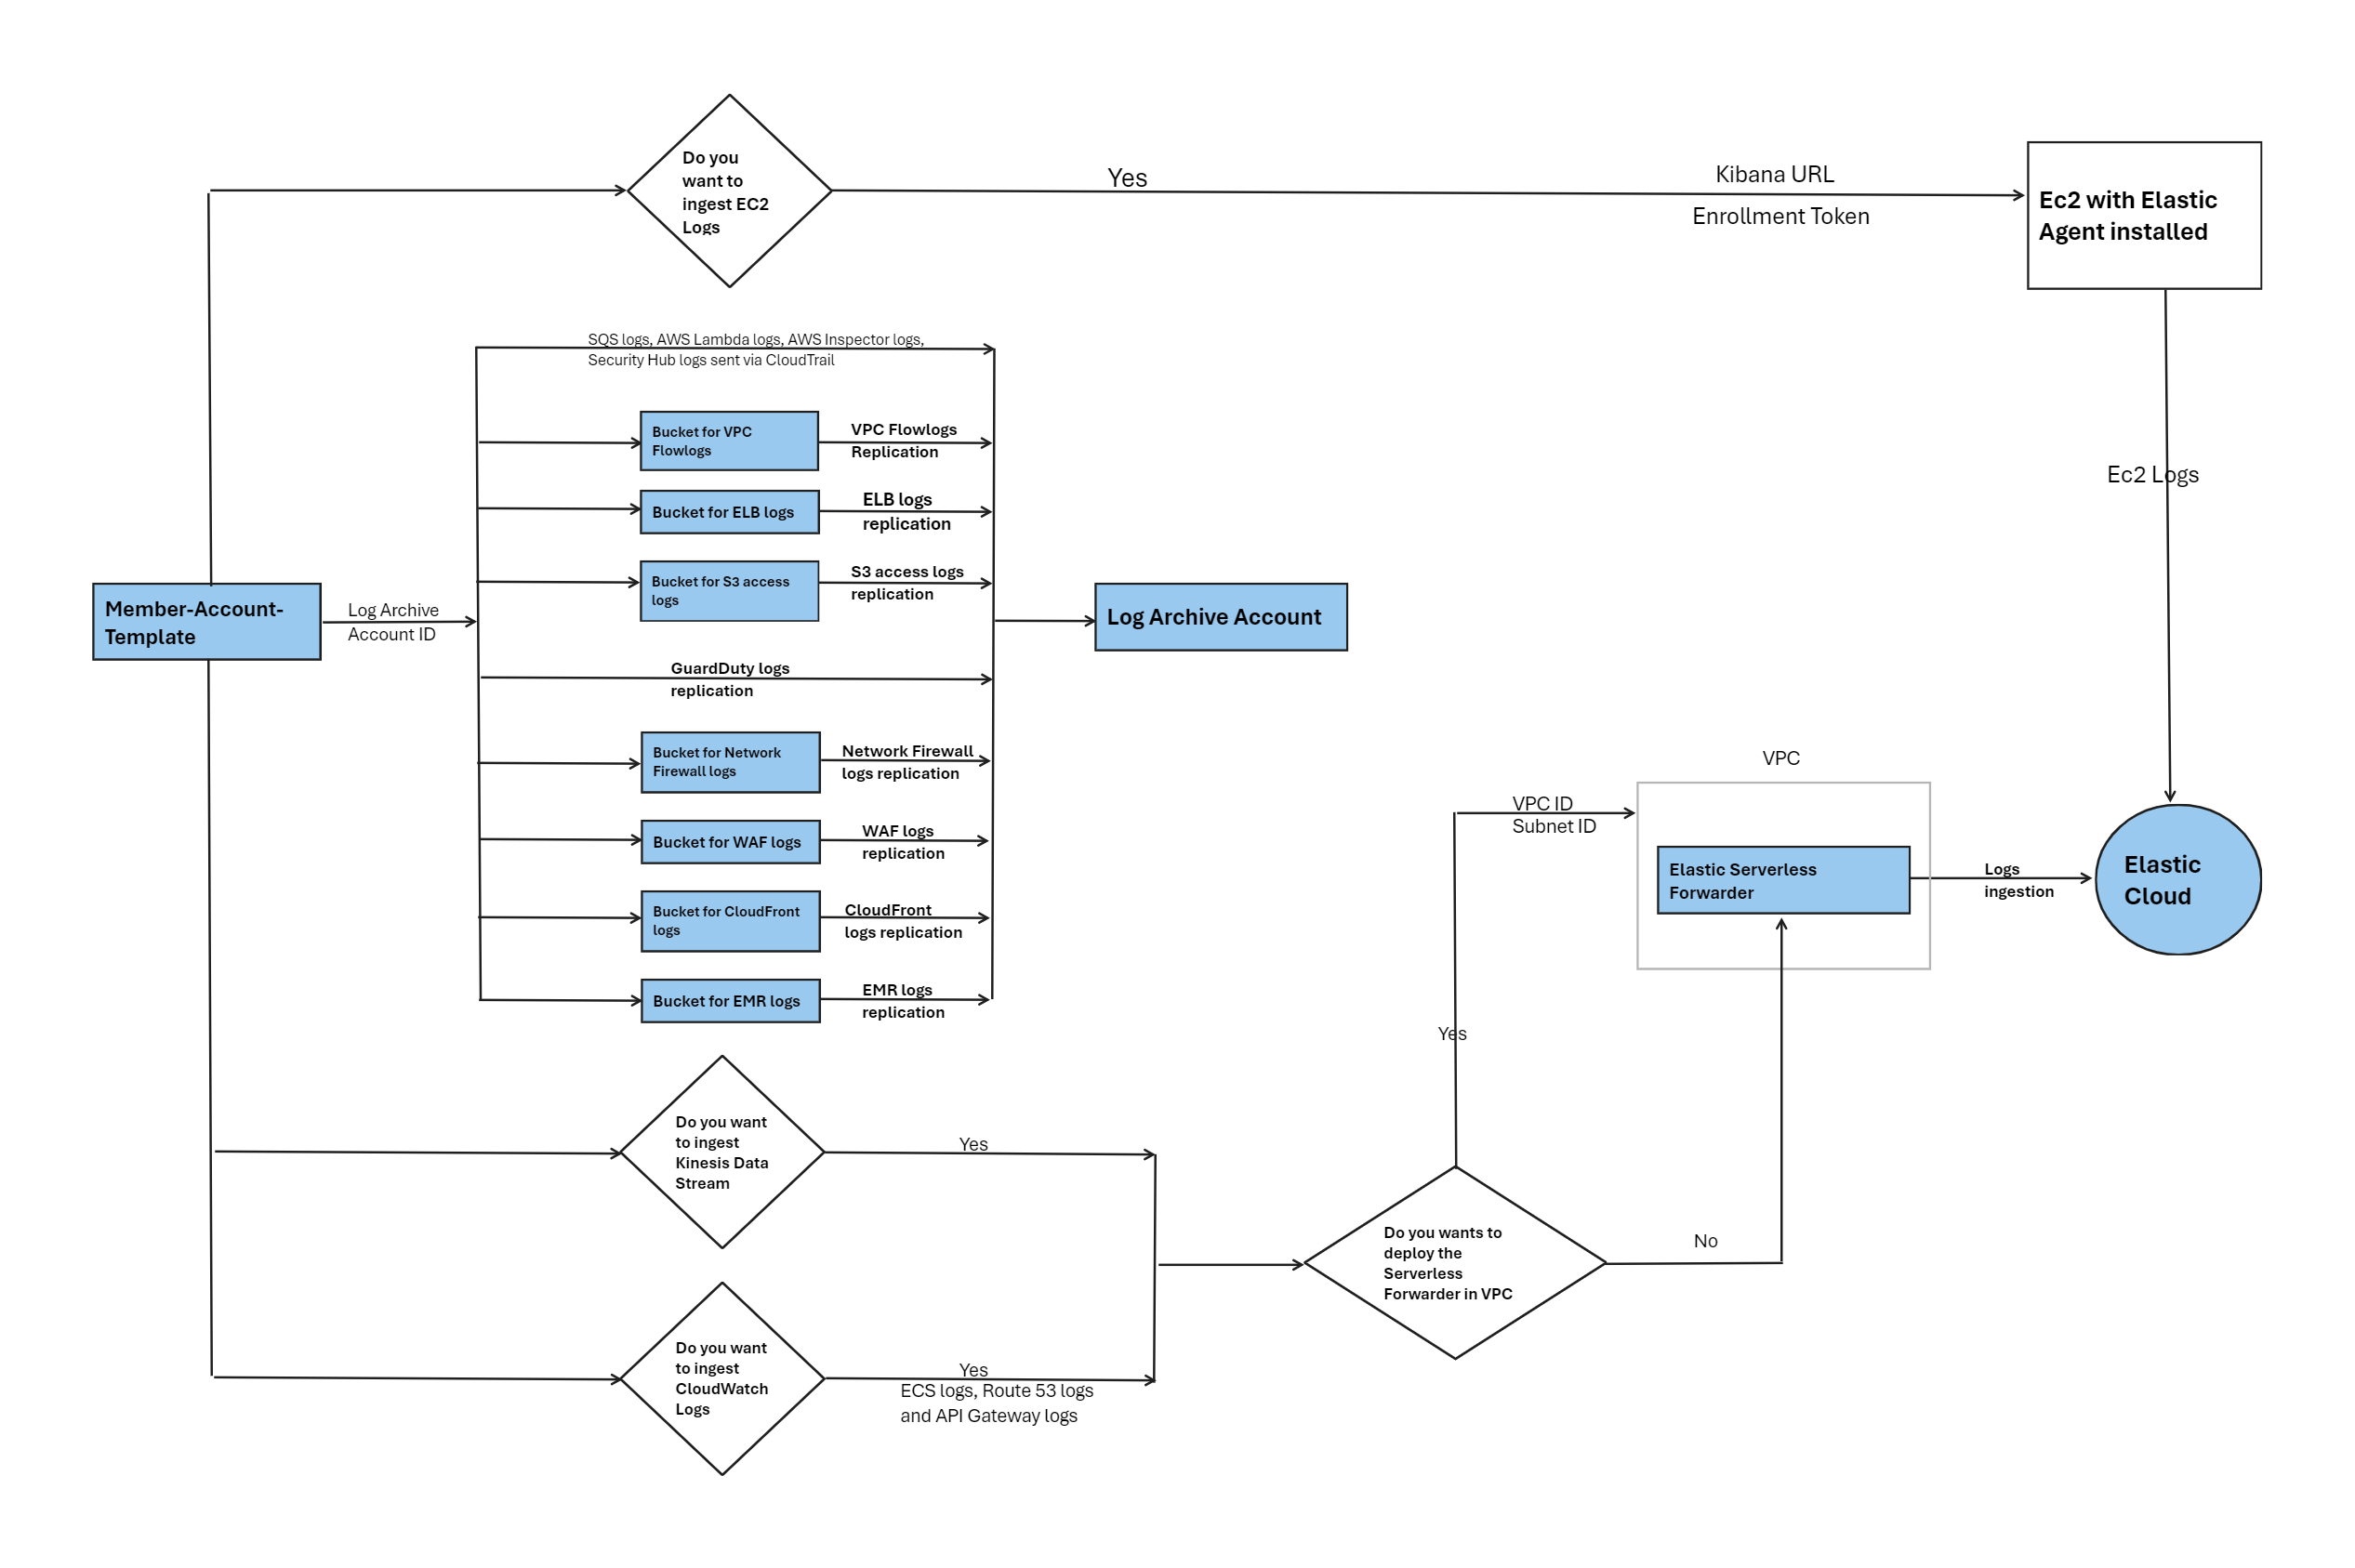 Do you
want to
ingest EC2
Logs
Yes
Kibana URL
Enrollment Token
Ec2 with Elastic
Agent installed
SQS logs, AWS Lambda logs, AWS Inspector logs,
Security Hub logs sent via CloudTrail
Bucket for VPC
Flowlogs
VPC Flowlogs
Replication
Ec2 Logs
Bucket for ELB logs
ELB logs
replication
Bucket for S3 access
logs
S3 access logs
replication
Member-Account-
Template
Log Archive
Account ID
Log Archive Account
GuardDuty logs
replication
Bucket for Network
Firewall logs
Network Firewall
logs replication
VPC
Bucket for WAF logs
WAF logs
replication
VPC ID
Subnet ID
Elastic Serverless
Forwarder
Logs
ingestion
Elastic
Cloud
Bucket for CloudFront
logs
CloudFront
logs replication
Bucket for EMR logs
EMR logs
replication
Yes
Do you want
to ingest
Kinesis Data
Stream
Yes
Do you wants to
deploy the
Serverless
Forwarder in VPC
No
Do you want
to ingest
CloudWatch
Logs
Yes
ECS logs, Route 53 logs
and API Gateway logs